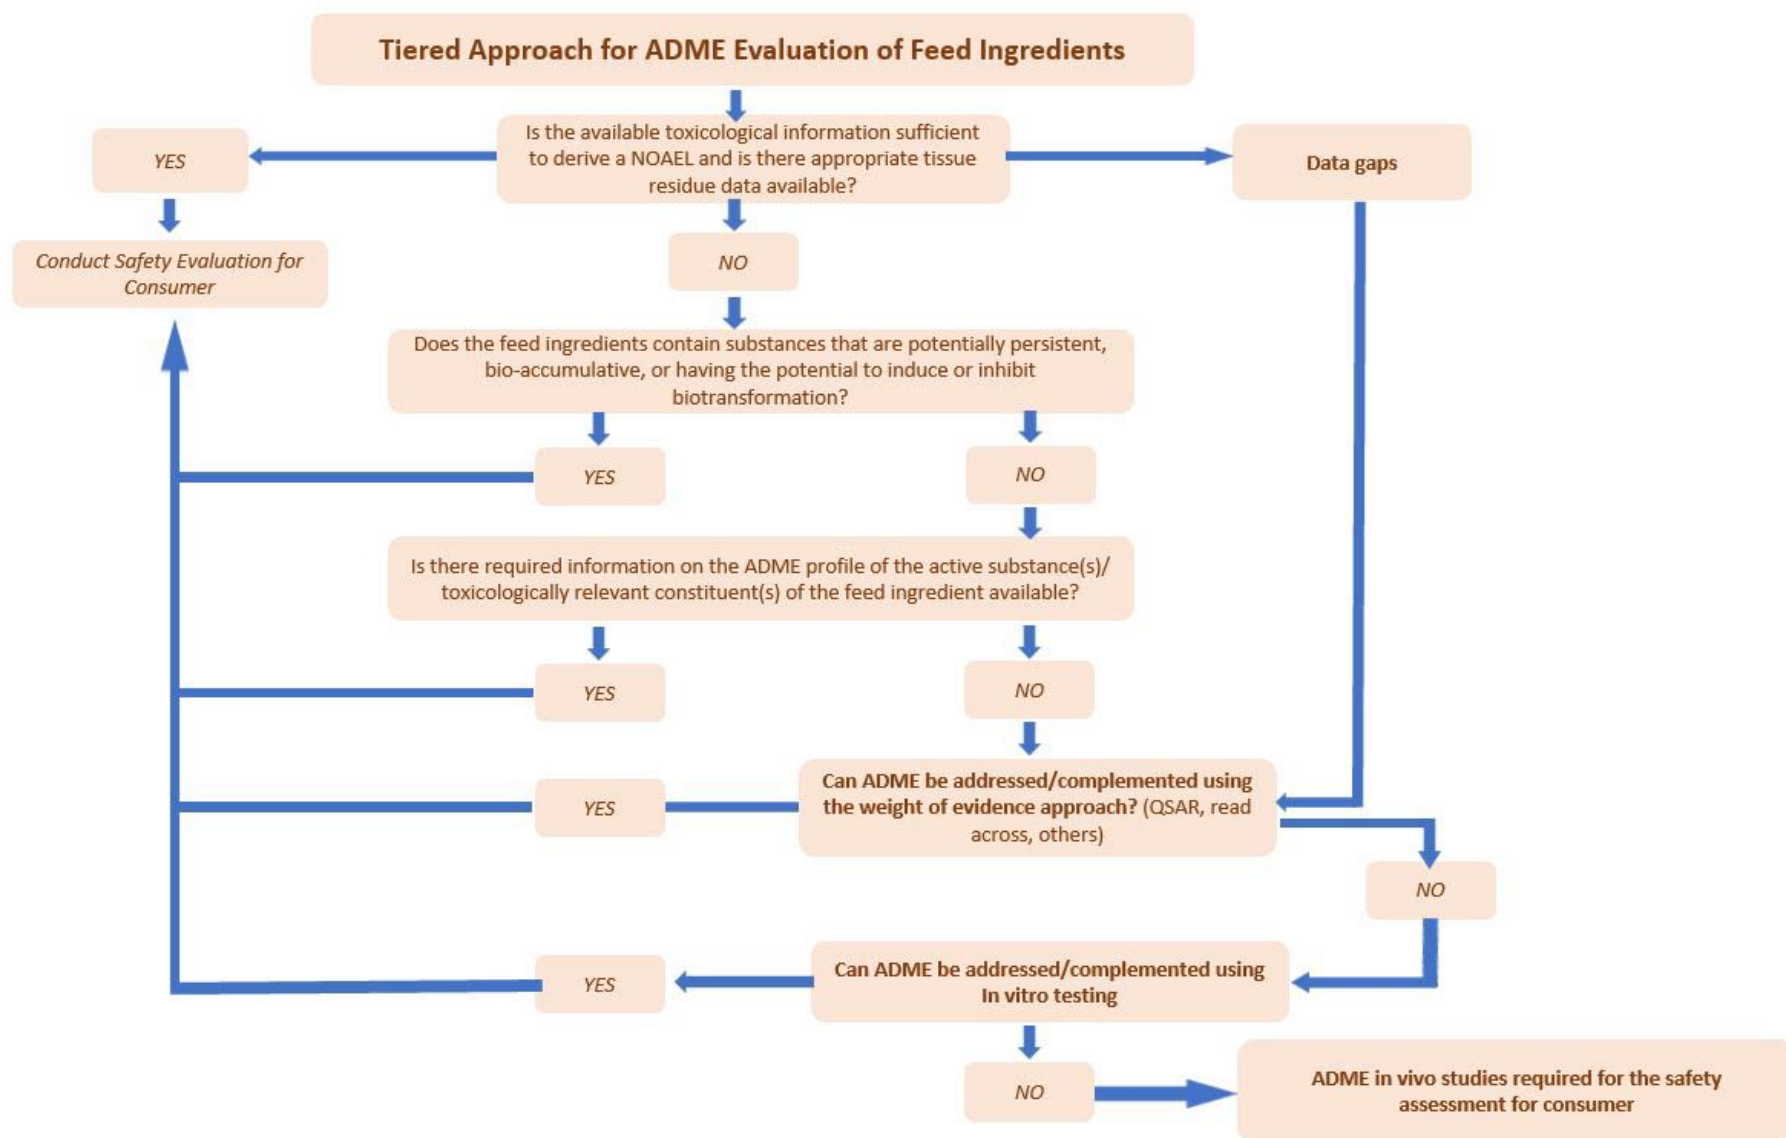 Tiered Approach for ADME Evaluation of Feed Ingredients
Is the available toxicological information sufficient
to derive a NOAEL and is there appropriate tissue
residue data available?
YES
Data gaps
Conduct Safety Evaluation for
Consumer
NO
Does the feed ingredients contain substances that are potentially persistent,
bio-accumulative, or having the potential to induce or inhibit
biotransformation?
YES
NO
Is there required information on the ADME profile of the active substance(s)/
toxicologically relevant constituent(s) of the feed ingredient available?
YES
NO
Can ADME be addressed/complemented using
the weight of evidence approach? (QSAR, read
across, others)
YES
NO
Can ADME be addressed/complemented using
In vitro testing
YES
NO
ADME in vivo studies required for the safety
assessment for consumer